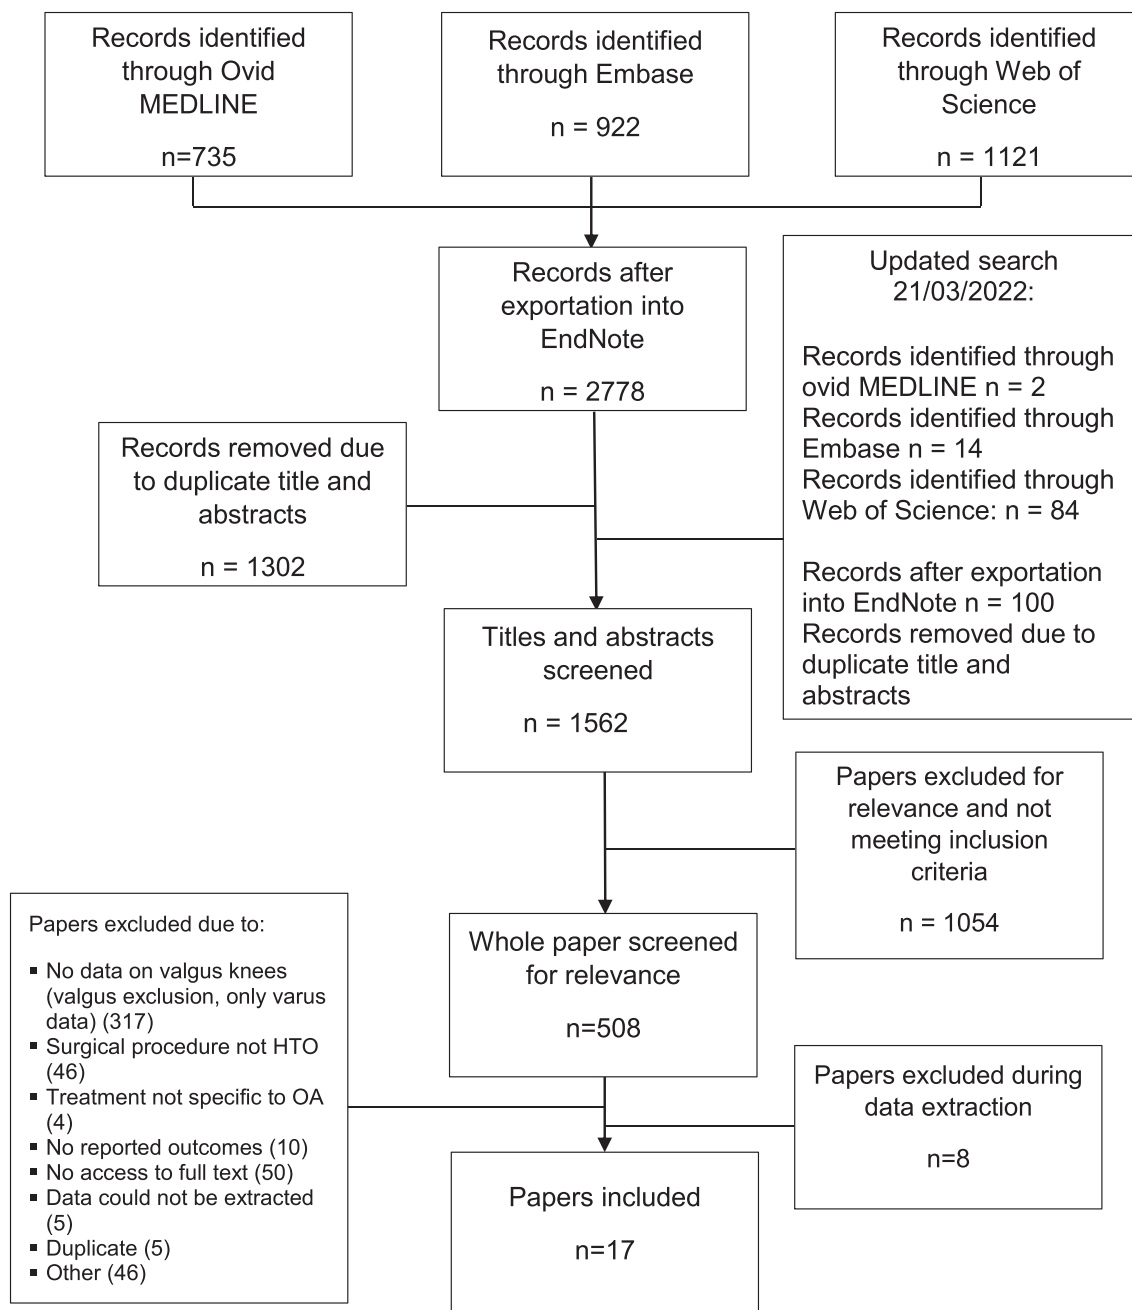 Records identified
through Ovid
MEDLINE
n=735
Records identified
through Embase
n = 922
Records identified
through Web of
Science
n = 1121
Records after
exportation into
EndNote
n = 2778
Updated search
21/03/2022:
Records identified through
ovid MEDLINE n = 2
Records identified through
Embase n = 14
Records identified through
Web of Science: n = 84
Records after exportation
into EndNote n = 100
Records removed due to
duplicate title and
abstracts
Records removed due
to duplicate title and
abstracts
n = 1302
Titles and abstracts
screened
n = 1562
Papers excluded for
relevance and not
meeting inclusion
criteria
n = 1054
Whole paper screened
for relevance
n=508
Papers excluded due to:
▪ No data on valgus knees
(valgus exclusion, only varus
data) (317)
▪ Surgical procedure not HTO
(46)
▪ Treatment not specific to OA
(4)
▪ No reported outcomes (10)
▪ No access to full text (50)
▪ Data could not be extracted
(5)
▪ Duplicate (5)
▪ Other (46)
Papers excluded during
data extraction
n=8
Papers included
n=17